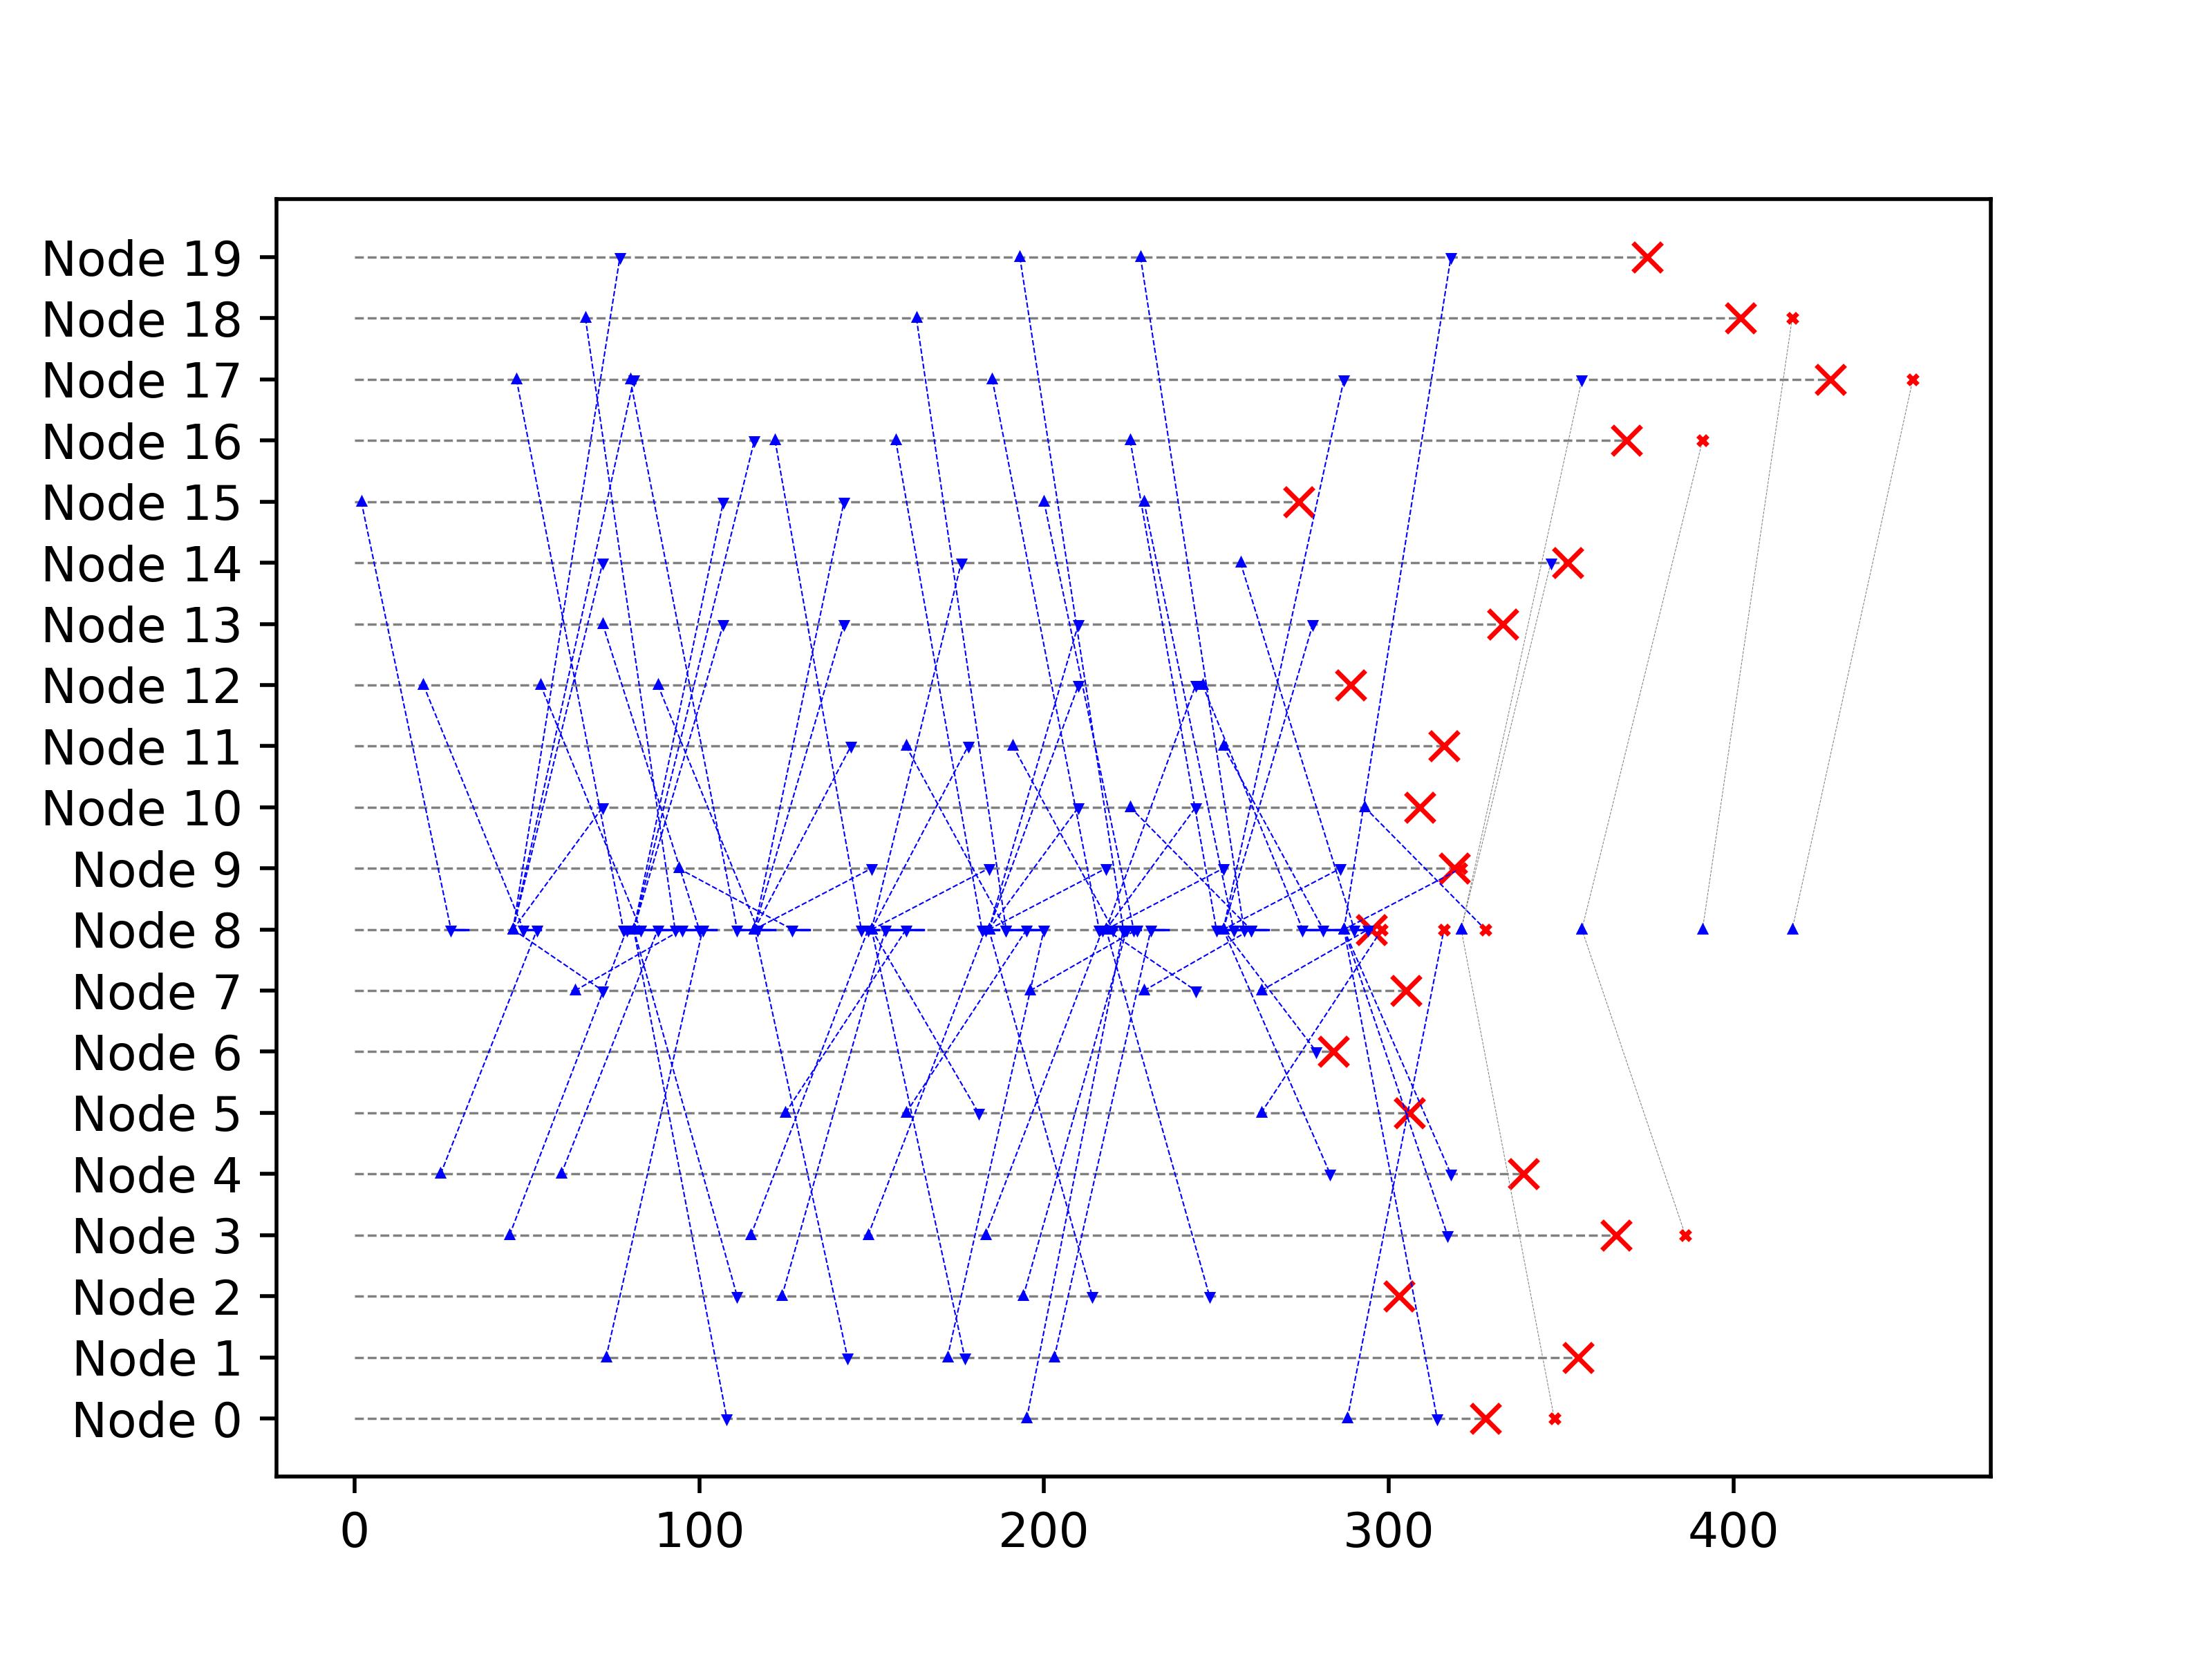 Node 19
Node 18
Node 17
Node 16
Node 15
Node 14
Node 13
Node 12
Node 11
Node 10
Node 9
Node 8
Node 7
Node 6
Node 5
Node 4
Node 3
Node 2
Node 1
Node 0
0 100 200 300 400